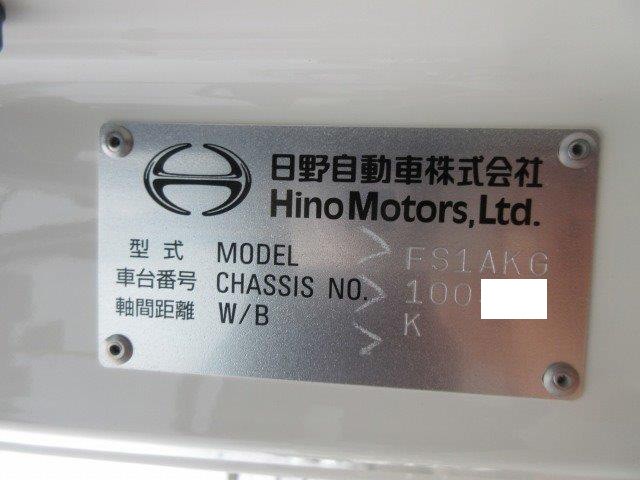 日野自動車株式会社
Hino Motors, Ltd.
型式 MODEL FS1AKG
車台番号 CHASSIS NO. 100
軸間距離 W/B K